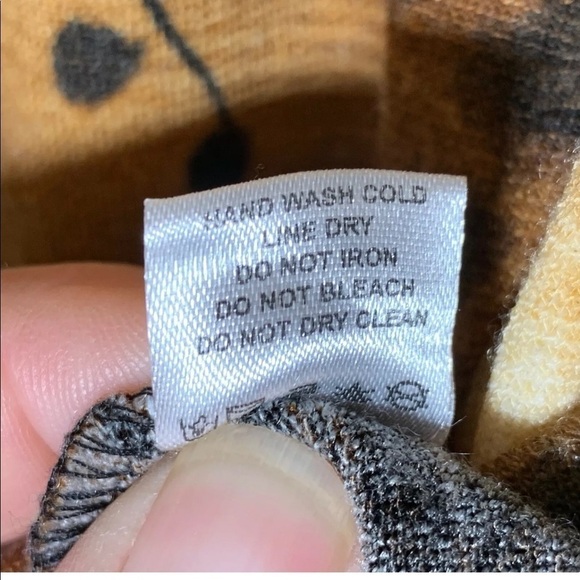 HAND WASH COLD
LINE DRY
DO NOT IRON
DO NOT BLEACH
DO NOT DRY CLEAN